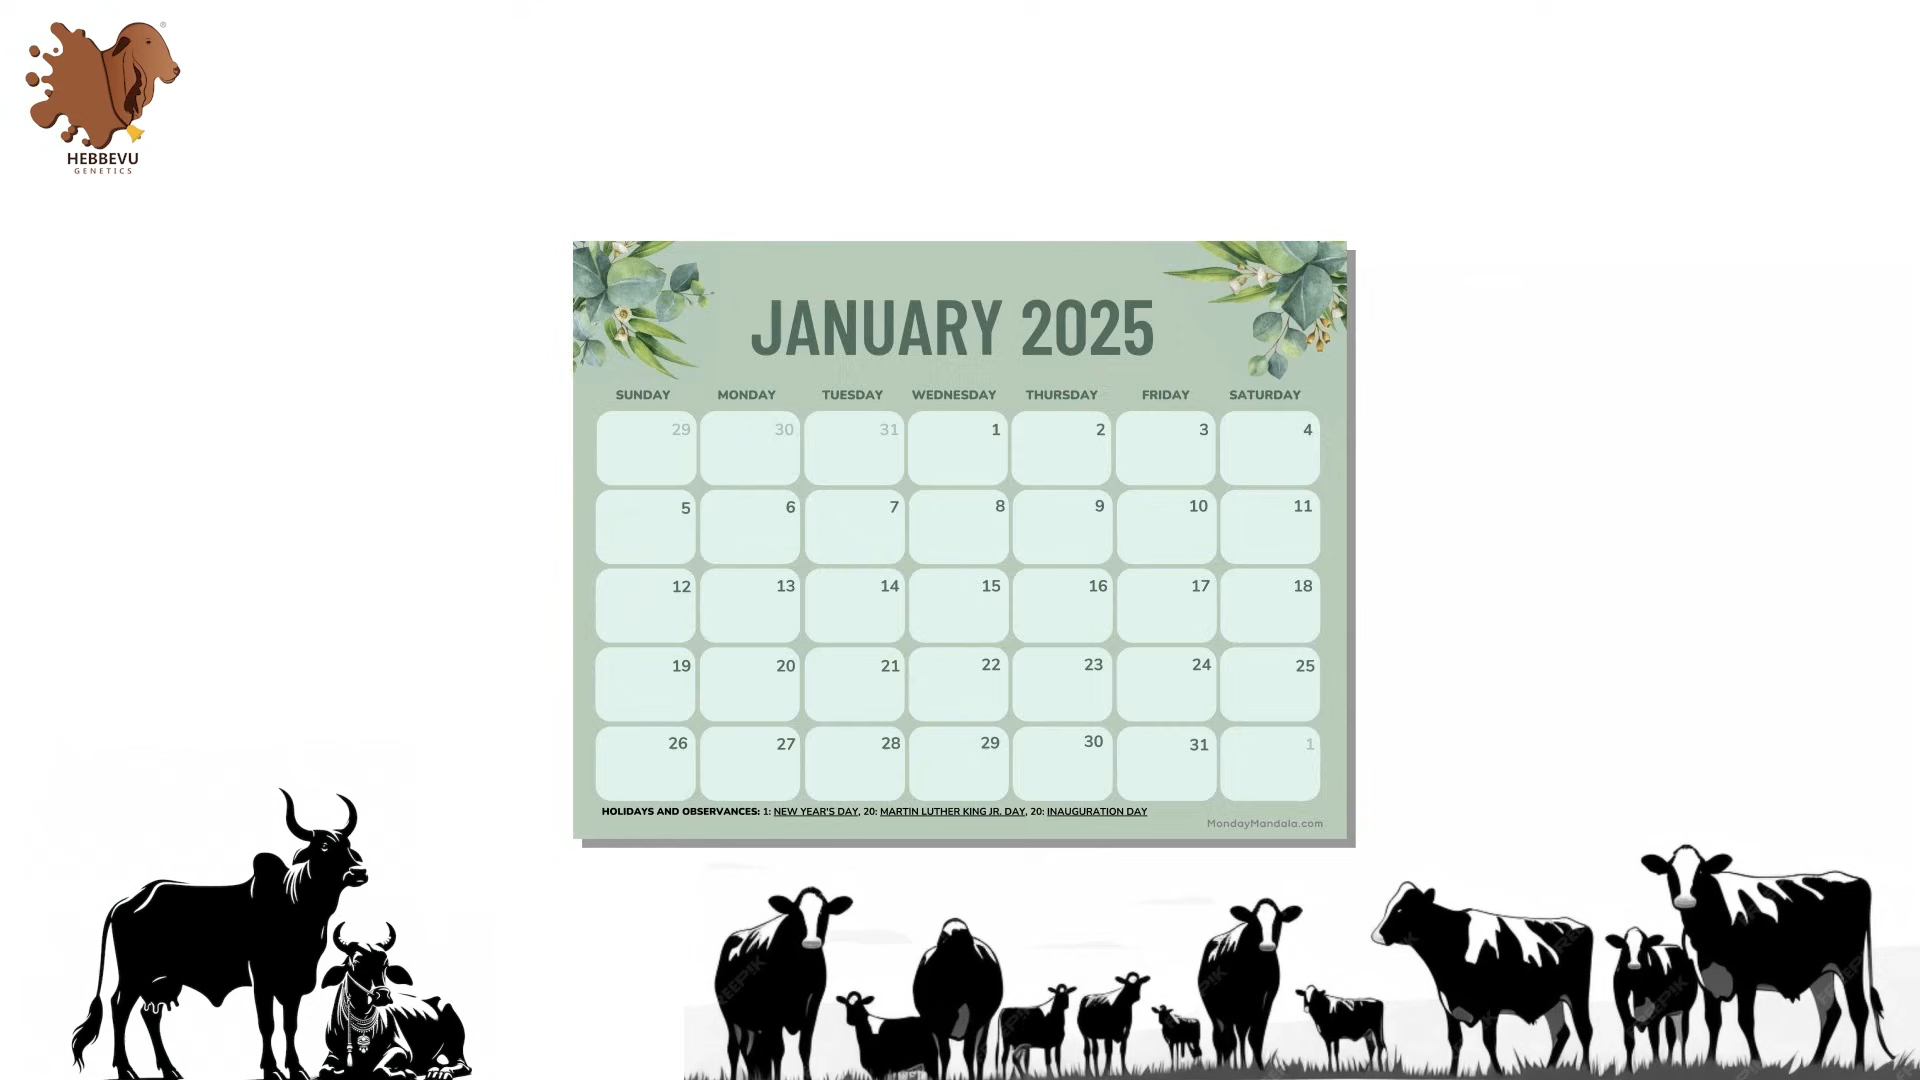 ®
HEBBEVU
GENETICS
JANUARY 2025
SUNDAY MONDAY TUESDAY WEDNESDAY THURSDAY FRIDAY SATURDAY
29 30 31 1 2 3 4
5 6 7 8 9 10 11
12 13 14 15 16 17 18
19 20 21 22 23 24 25
26 27 28 29 30 31 1
HOLIDAYS AND OBSERVANCES: 1: NEW YEAR'S DAY, 20: MARTIN LUTHER KING JR. DAY, 20: INAUGURATION DAY
MondayMandala.com